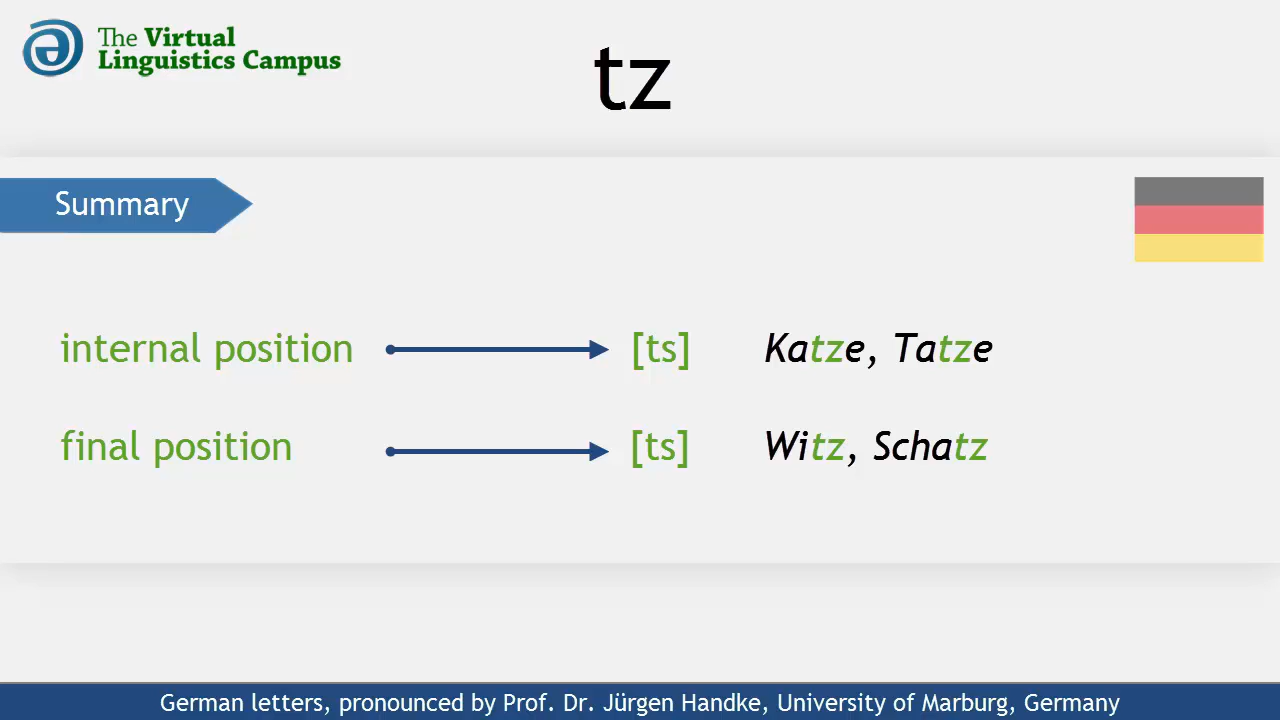 The Virtual
Linguistics Campus
tz
Summary
internal position [ts] Katze, Tatze
final position [ts] Witz, Schatz
German letters, pronounced by Prof. Dr. Jürgen Handke, University of Marburg, Germany